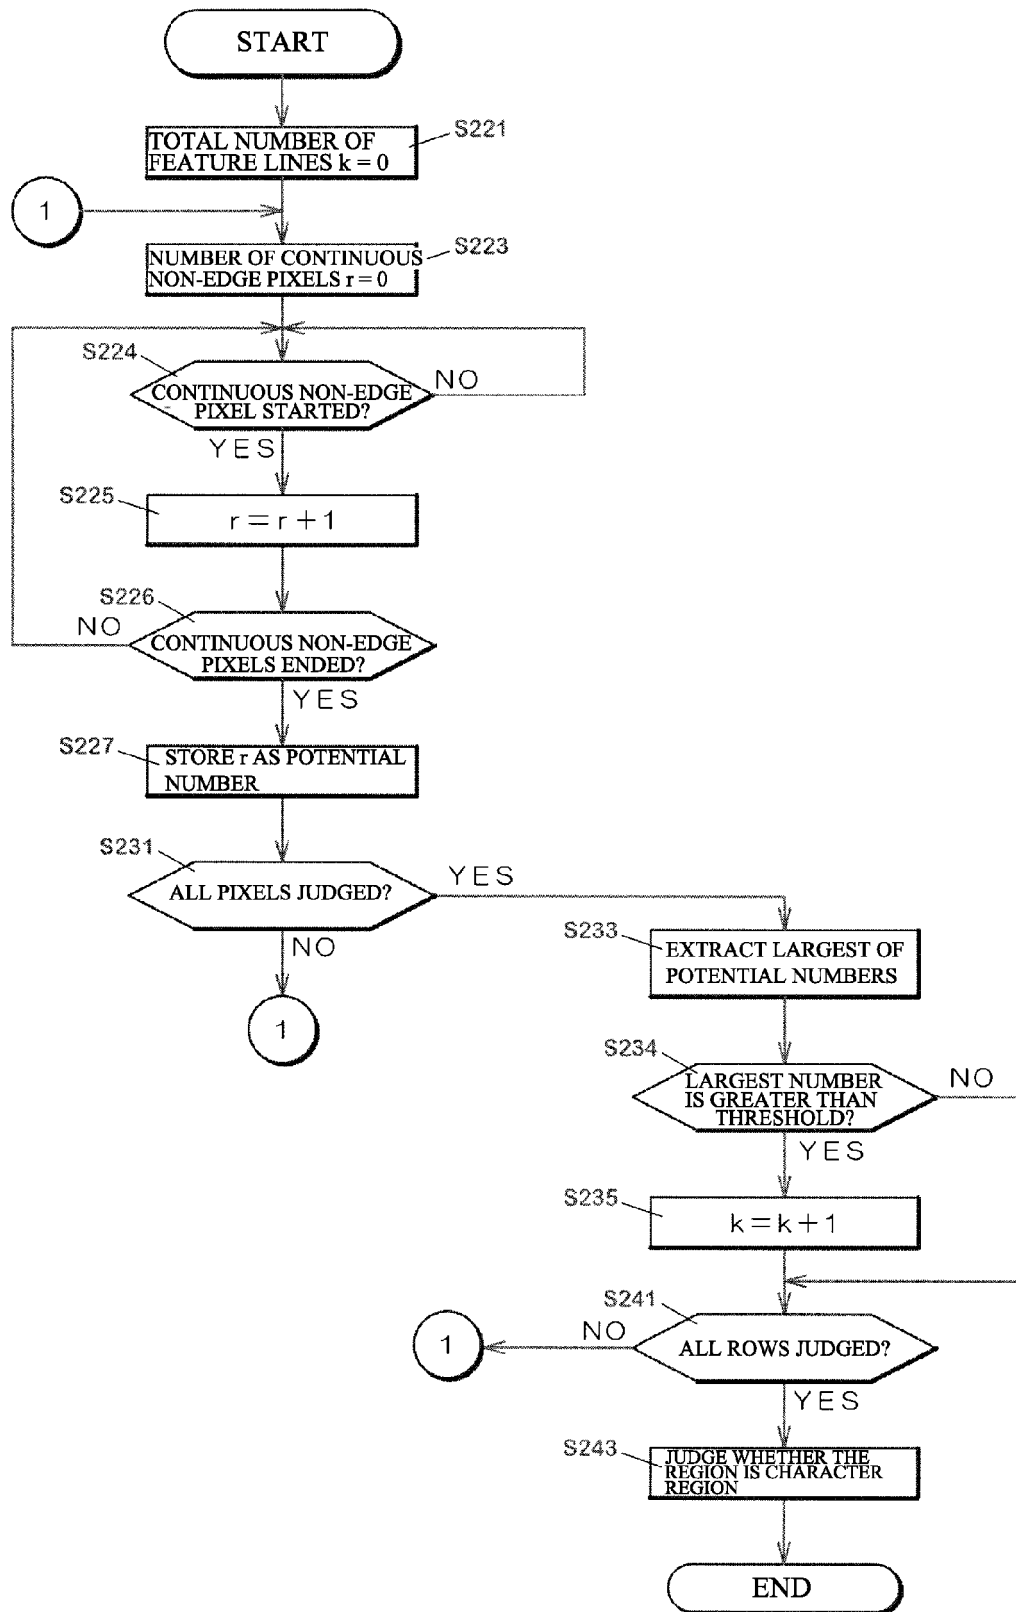 START
S221
TOTAL NUMBER OF
FEATURE LINES k = 0
1
S223
NUMBER OF CONTINUOUS
NON-EDGE PIXELS r = 0
S224
NO
CONTINUOUS NON-EDGE
PIXEL STARTED?
YES
S225
r = r + 1
S226
NO
CONTINUOUS NON-EDGE
PIXELS ENDED?
YES
S227
STORE r AS POTENTIAL
NUMBER
S231
ALL PIXELS JUDGED?
YES
NO
1
S233
EXTRACT LARGEST OF
POTENTIAL NUMBERS
S234
LARGEST NUMBER
IS GREATER THAN
THRESHOLD?
NO
YES
S235
k = k + 1
S241
1
NO
ALL ROWS JUDGED?
YES
S243
JUDGE WHETHER THE
REGION IS CHARACTER
REGION
END